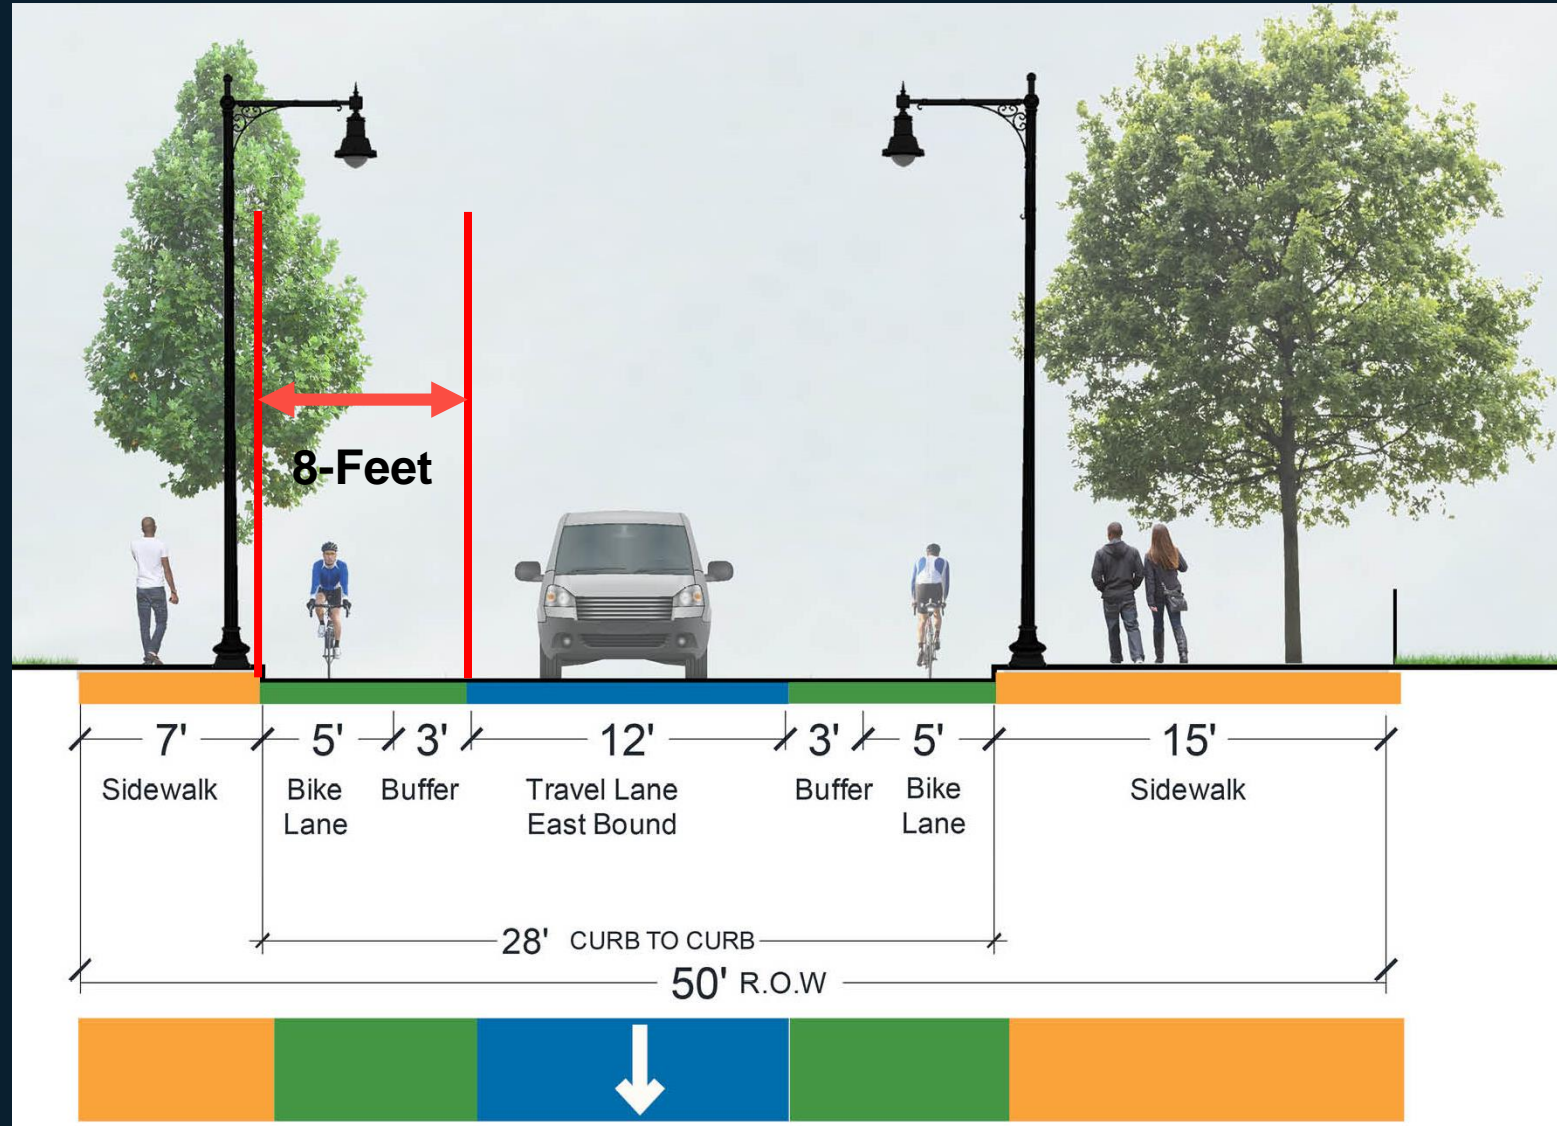 8-Feet
7' 5' 3' 12' 3' 5' 15'
Sidewalk Bike Buffer Travel Lane Buffer Bike Sidewalk
Lane East Bound Lane
28' CURB TO CURB
50' R.O.W